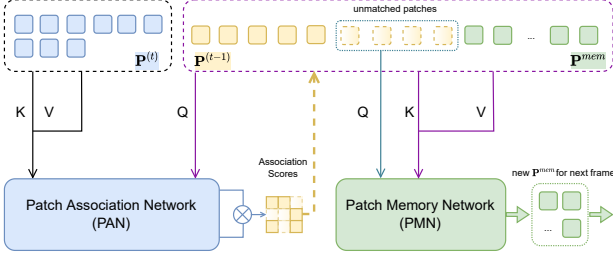 unmatched patches
...
P^(t)
P^(t−1)
P^mem
K
V
Q
Q
K
V
Association
Scores
new P^mem for next frame
Patch Association Network
(PAN)
Patch Memory Network
(PMN)
...